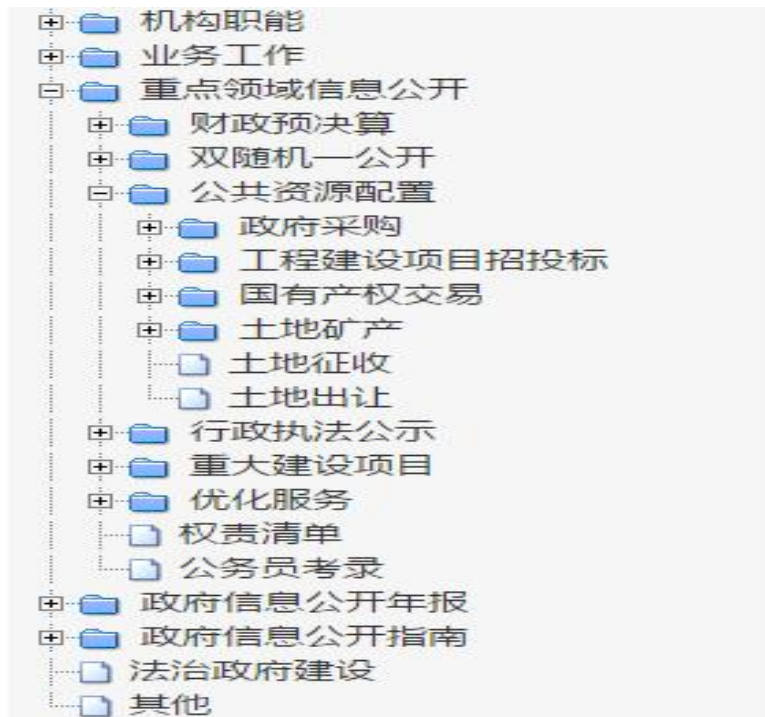 机构职能
业务工作
重点领域信息公开
财政预决算
双随机一公开
公共资源配置
政府采购
工程建设项目招投标
国有产权交易
土地矿产
土地征收
土地出让
行政执法公示
重大建设项目
优化服务
权责清单
公务员考录
政府信息公开年报
政府信息公开指南
法治政府建设
其他